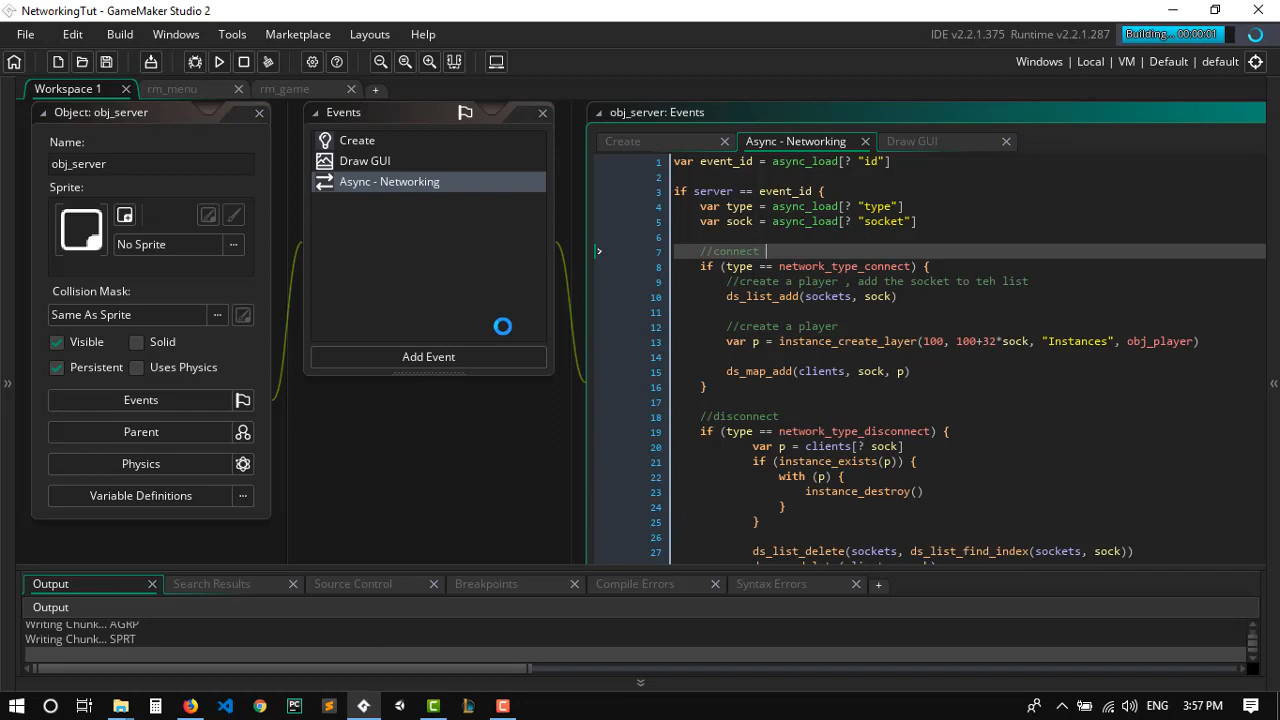 NetworkingTut - GameMaker Studio 2
File Edit Build Windows Tools Marketplace Layouts Help
IDE v2.2.1.375 Runtime v2.2.1.287
Building... 00:00:01
Windows | Local | VM | Default | default
Workspace 1 rm_menu rm_game
Object: obj_server
Name:
obj_server
Sprite:
No Sprite
Collision Mask:
Same As Sprite
Visible Solid
Persistent Uses Physics
Events
Parent
Physics
Variable Definitions
Events
Create
Draw GUI
Async - Networking
Add Event
obj_server: Events
Create Async - Networking Draw GUI
1 var event_id = async_load[? "id"]
2
3 if server == event_id {
4 var type = async_load[? "type"]
5 var sock = async_load[? "socket"]
6
7 //connect
8 if (type == network_type_connect) {
9 //create a player , add the socket to teh list
10 ds_list_add(sockets, sock)
11
12 //create a player
13 var p = instance_create_layer(100, 100+32*sock, "Instances", obj_player)
14
15 ds_map_add(clients, sock, p)
16 }
17
18 //disconnect
19 if (type == network_type_disconnect) {
20 var p = clients[? sock]
21 if (instance_exists(p)) {
22 with (p) {
23 instance_destroy()
24 }
25 }
26
27 ds_list_delete(sockets, ds_list_find_index(sockets, sock))
Output Search Results Source Control Breakpoints Compile Errors Syntax Errors
Output
Writing Chunk... AGRP
Writing Chunk... SPRT
ENG 3:57 PM